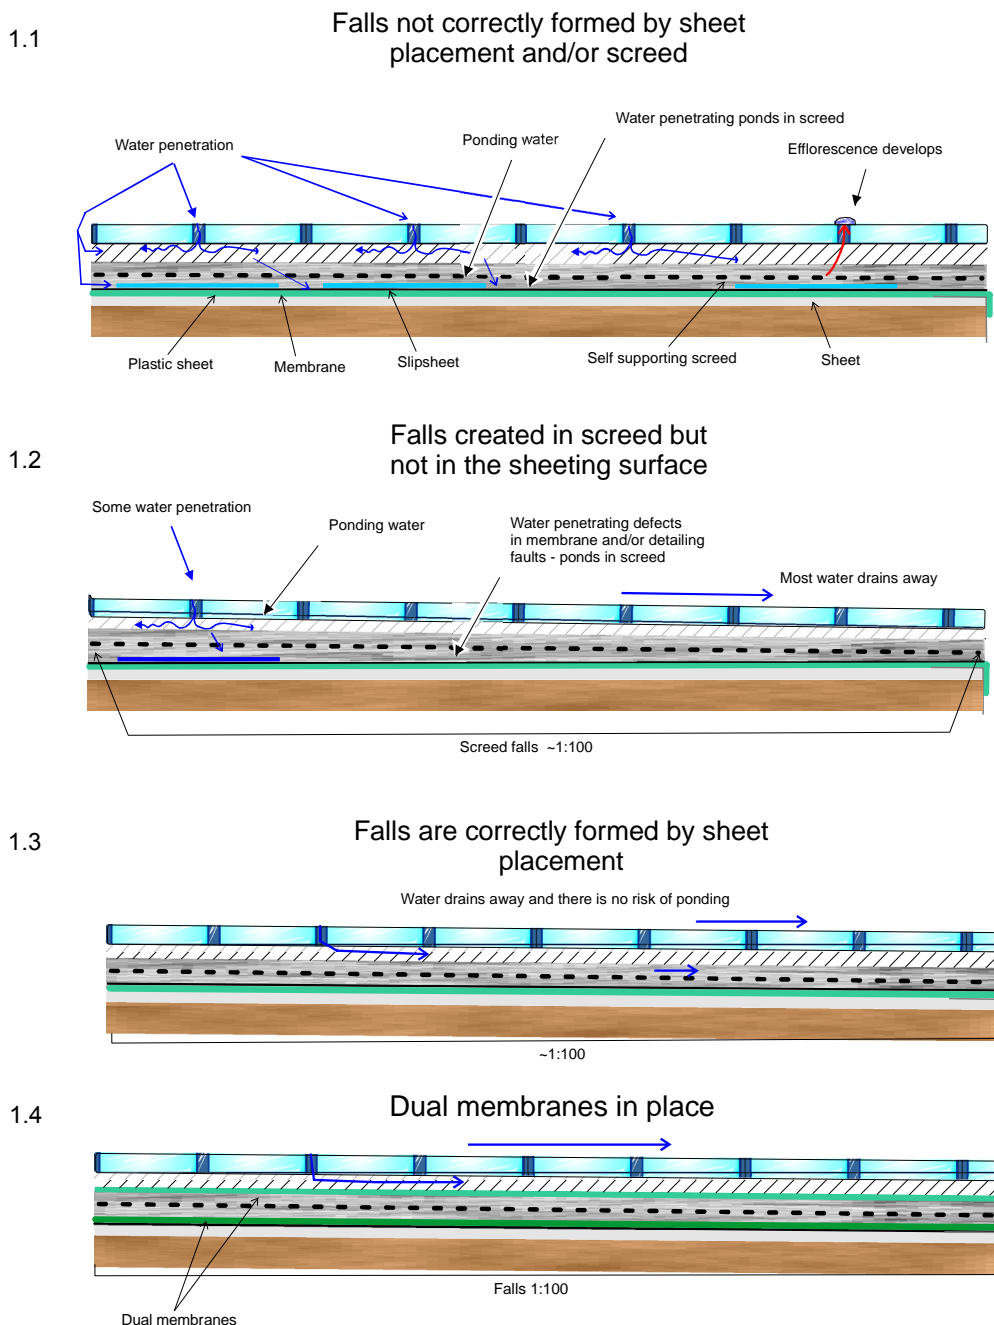 1.1
Falls not correctly formed by sheet
placement and/or screed
Water penetration
Ponding water
Water penetrating ponds in screed
Efflorescence develops
Plastic sheet
Membrane
Slipsheet
Self supporting screed
Sheet
1.2
Falls created in screed but
not in the sheeting surface
Some water penetration
Ponding water
Water penetrating defects
in membrane and/or detailing
faults - ponds in screed
Most water drains away
Screed falls ~1:100
1.3
Falls are correctly formed by sheet
placement
Water drains away and there is no risk of ponding
~1:100
1.4
Dual membranes in place
Falls 1:100
Dual membranes